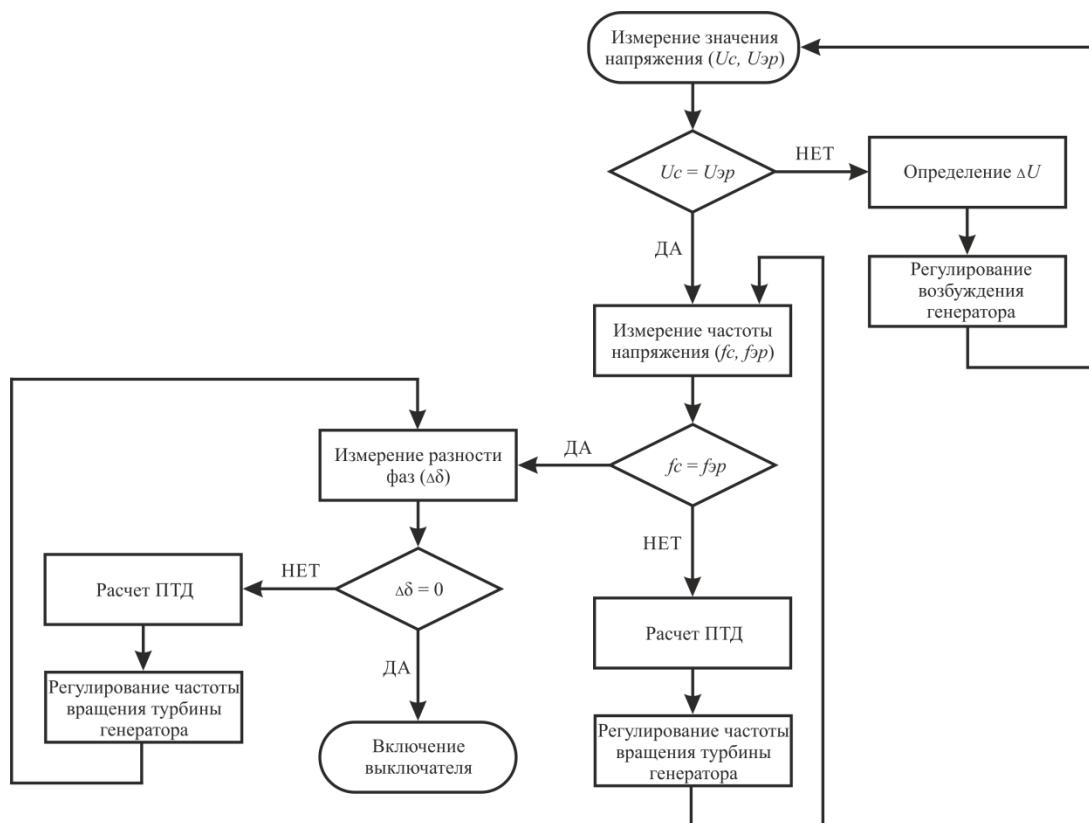 Измерение значения
напряжения (Uc, Uэр)
Uc = Uэр
НЕТ
Определение ΔU
Регулирование
возбуждения
генератора
ДА
Измерение частоты
напряжения (fc, fэр)
fc = fэр
ДА
Измерение разности
фаз (Δδ)
Δδ = 0
НЕТ
Расчет ПТД
Регулирование частоты
вращения турбины
генератора
ДА
Включение
выключателя
НЕТ
Расчет ПТД
Регулирование частоты
вращения турбины
генератора